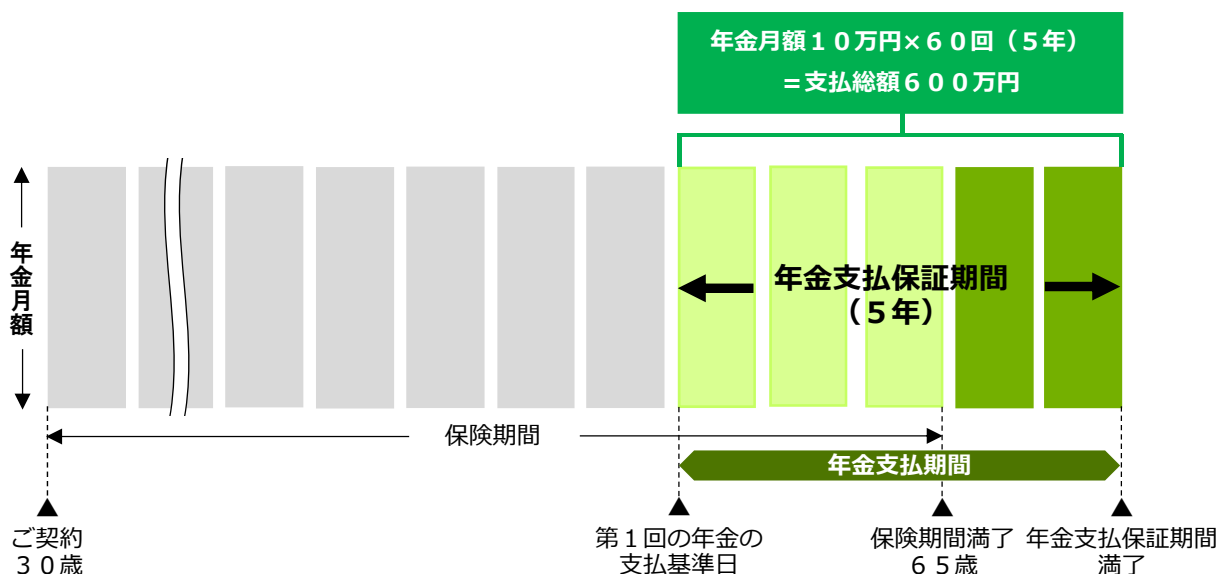 年金月額１０万円×６０回（５年）
＝支払総額６００万円
年金月額
年金支払保証期間
（５年）
保険期間
年金支払期間
ご契約
３０歳
第１回の年金の
支払基準日
保険期間満了
６５歳
年金支払保証期間
満了